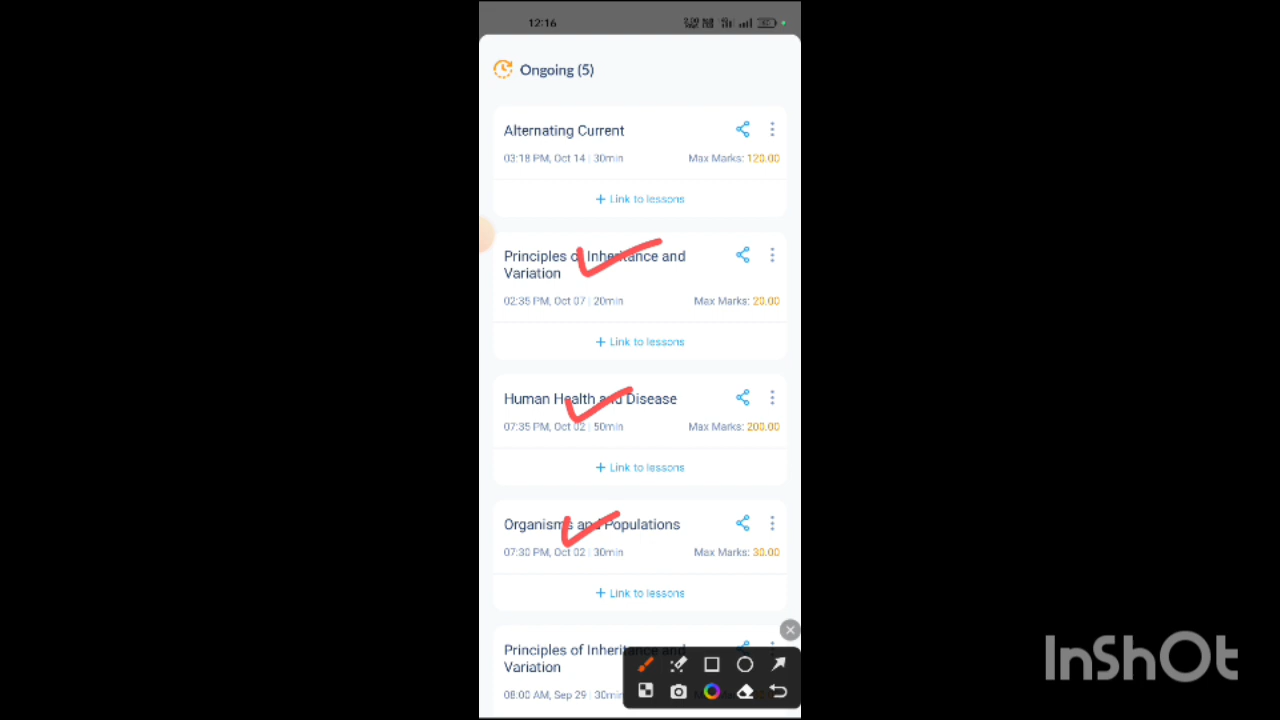 12:16
Ongoing (5)
Alternating Current
03:18 PM, Oct 14 | 30min
Max Marks: 120.00
+ Link to lessons
Principles of Inheritance and
Variation
02:35 PM, Oct 07 | 20min
Max Marks: 20.00
+ Link to lessons
Human Health and Disease
07:35 PM, Oct 02 | 50min
Max Marks: 200.00
+ Link to lessons
Organisms and Populations
07:30 PM, Oct 02 | 30min
Max Marks: 30.00
+ Link to lessons
Principles of Inheritance and
Variation
08:00 AM, Sep 29 | 30min
InShOt